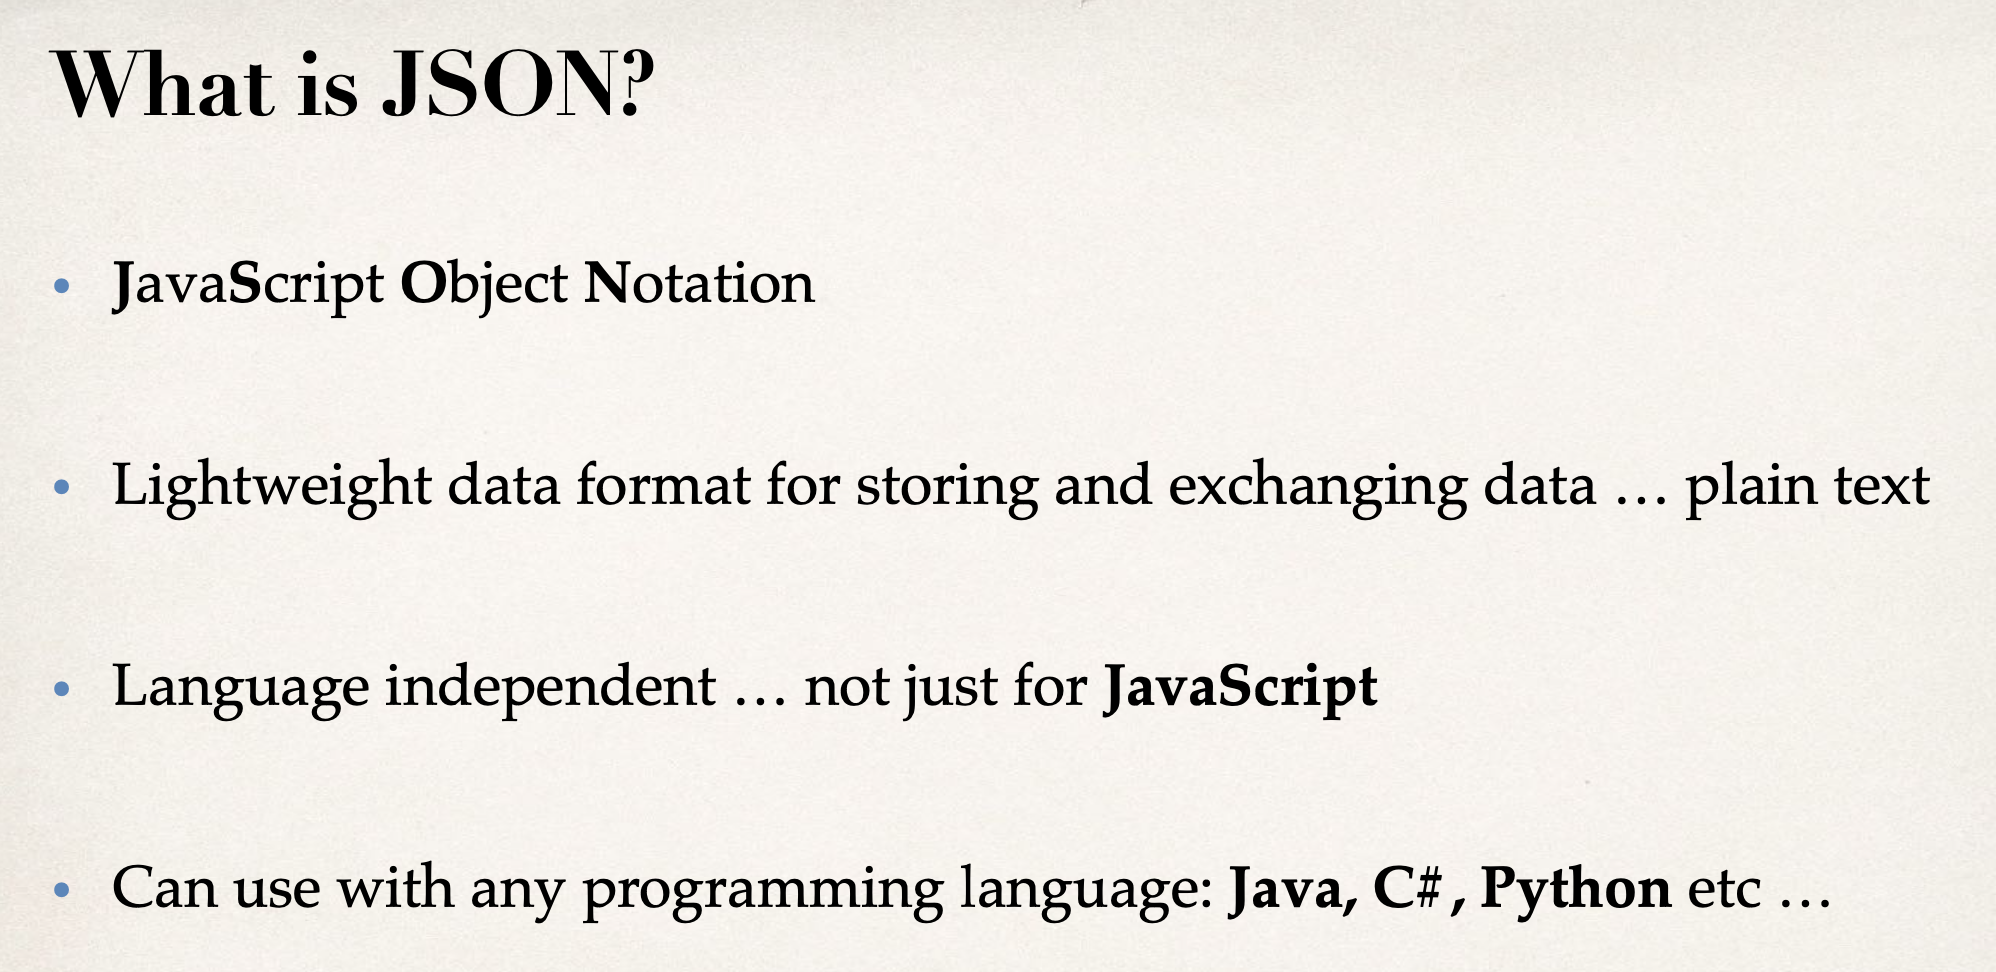 What is JSON?
• JavaScript Object Notation
• Lightweight data format for storing and exchanging data … plain text
• Language independent … not just for JavaScript
• Can use with any programming language: Java, C#, Python etc …